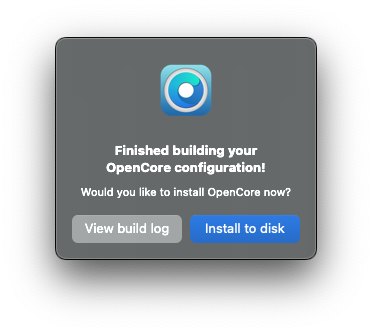 Finished building your
OpenCore configuration!
Would you like to install OpenCore now?
View build log
Install to disk